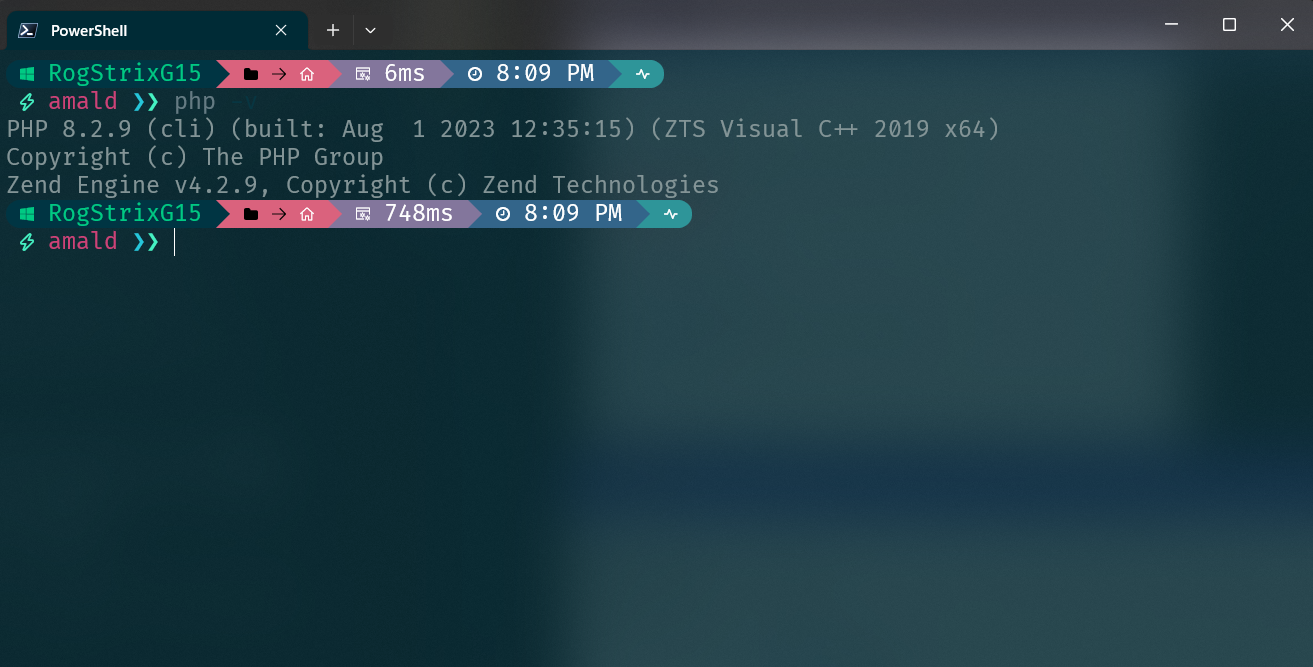 PowerShell
RogStrixG15 6ms 8:09 PM
amald ❯❯ php -v
PHP 8.2.9 (cli) (built: Aug  1 2023 12:35:15) (ZTS Visual C++ 2019 x64)
Copyright (c) The PHP Group
Zend Engine v4.2.9, Copyright (c) Zend Technologies
RogStrixG15 748ms 8:09 PM
amald ❯❯